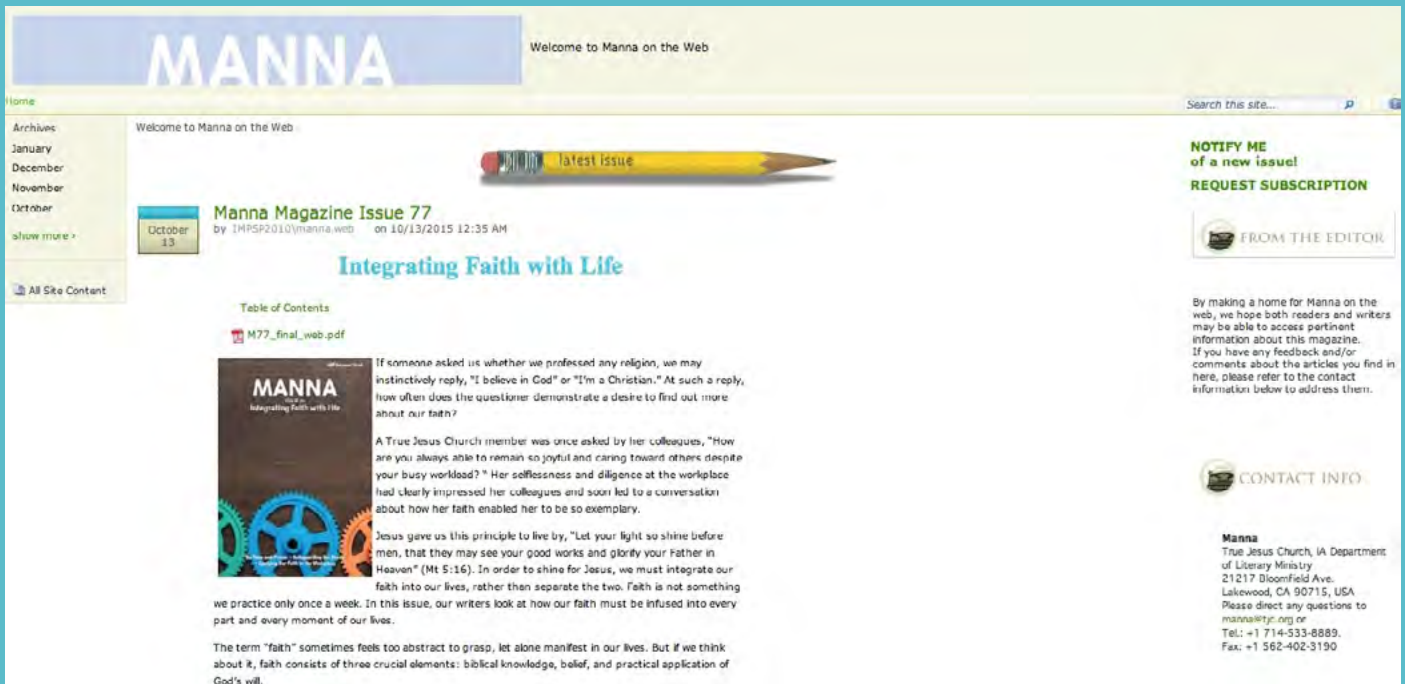 MANNA
Welcome to Manna on the Web
Home
Search this site...
Archives
January
December
November
October
show more ›
All Site Content
Welcome to Manna on the Web
latest issue
October
13
Manna Magazine Issue 77
by IMPSP2010\manna.web on 10/13/2015 12:35 AM
Integrating Faith with Life
Table of Contents
M77_final_web.pdf
MANNA
Integrating Faith with Life
If someone asked us whether we professed any religion, we may
instinctively reply, "I believe in God" or "I'm a Christian." At such a reply,
how often does the questioner demonstrate a desire to find out more
about our faith?
A True Jesus Church member was once asked by her colleagues, "How
are you always able to remain so joyful and caring toward others despite
your busy workload? " Her selflessness and diligence at the workplace
had clearly impressed her colleagues and soon led to a conversation
about how her faith enabled her to be so exemplary.
Jesus gave us this principle to live by, "Let your light so shine before
men, that they may see your good works and glorify your Father in
Heaven" (Mt 5:16). In order to shine for Jesus, we must integrate our
faith into our lives, rather than separate the two. Faith is not something
we practice only once a week. In this issue, our writers look at how our faith must be infused into every
part and every moment of our lives.
The term "faith" sometimes feels too abstract to grasp, let alone manifest in our lives. But if we think
about it, faith consists of three crucial elements: biblical knowledge, belief, and practical application of
God's will.
NOTIFY ME
of a new issue!
REQUEST SUBSCRIPTION
FROM THE EDITOR
By making a home for Manna on the
web, we hope both readers and writers
may be able to access pertinent
information about this magazine.
If you have any feedback and/or
comments about the articles you find in
here, please refer to the contact
information below to address them.
CONTACT INFO
Manna
True Jesus Church, IA Department
of Literary Ministry
21217 Bloomfield Ave.
Lakewood, CA 90715, USA
Please direct any questions to
manna@tjc.org or
Tel.: +1 714-533-8889.
Fax: +1 562-402-3190